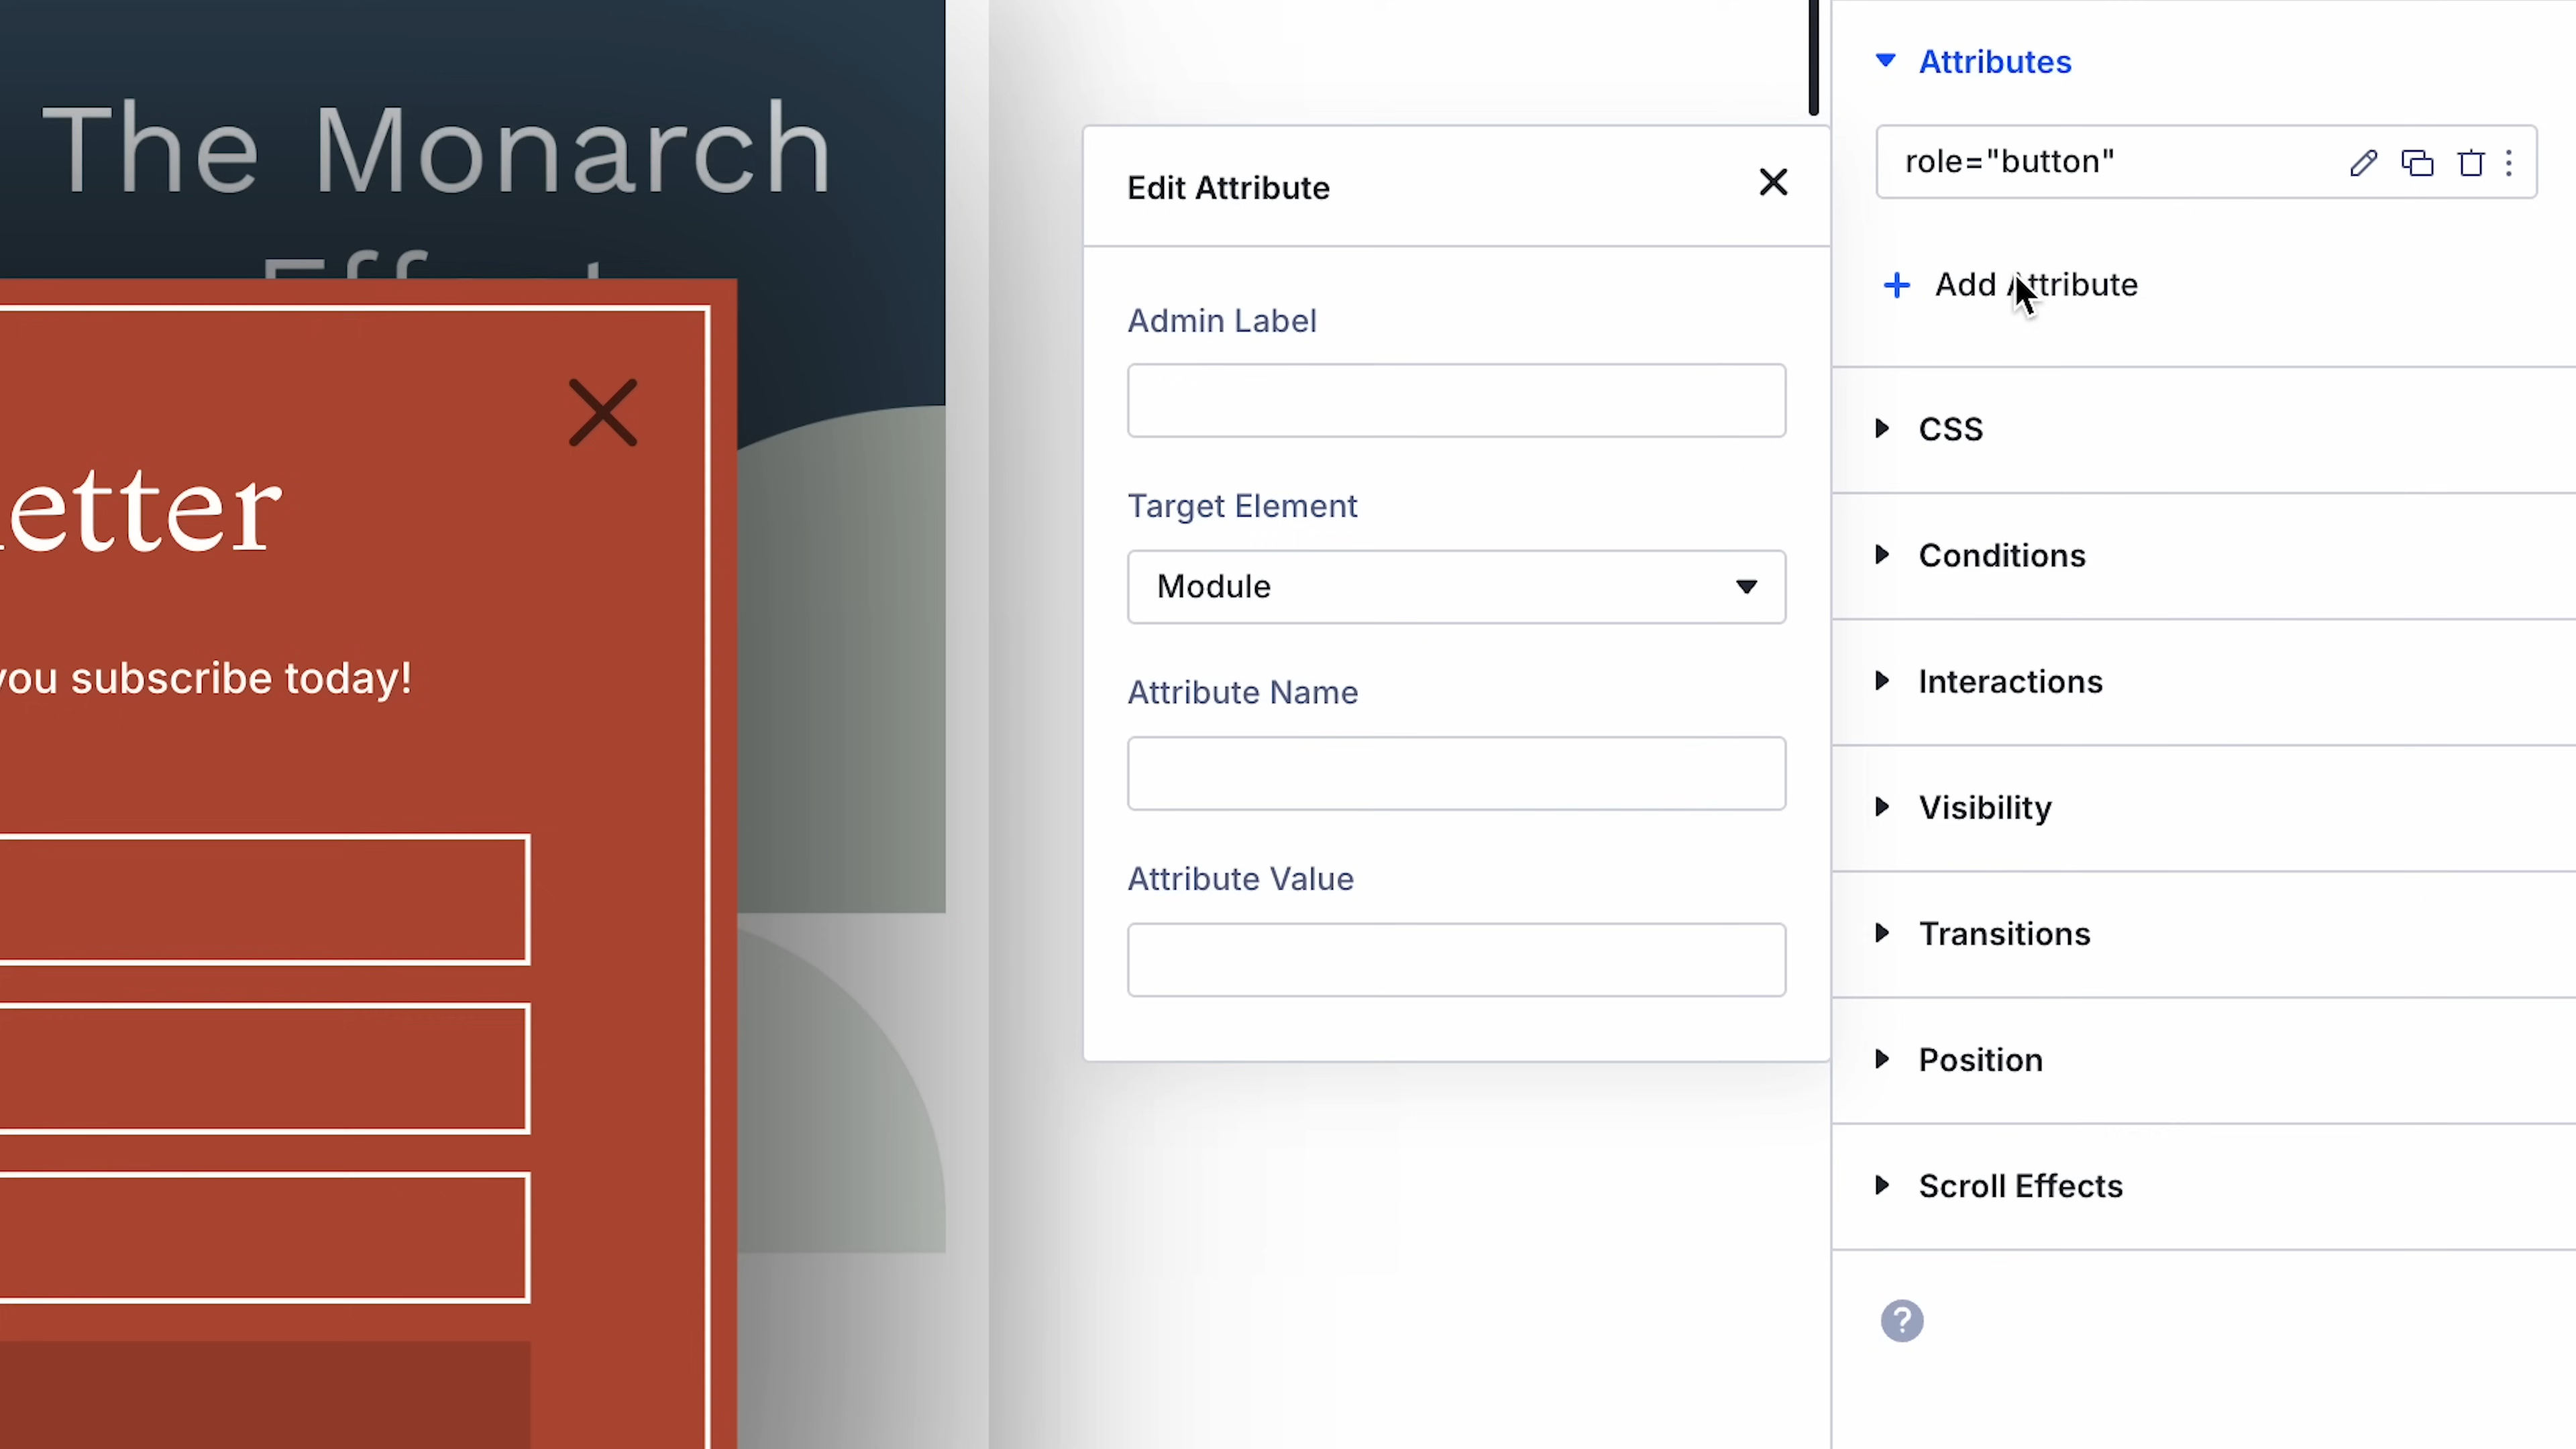 The Monarch
etter
you subscribe today!
Edit Attribute
Admin Label
Target Element
Module
Attribute Name
Attribute Value
Attributes
role="button"
+ Add Attribute
CSS
Conditions
Interactions
Visibility
Transitions
Position
Scroll Effects
?